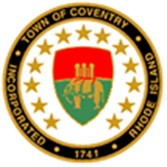 TOWN OF COVENTRY
RHODE ISLAND
1741
INCORPORATED